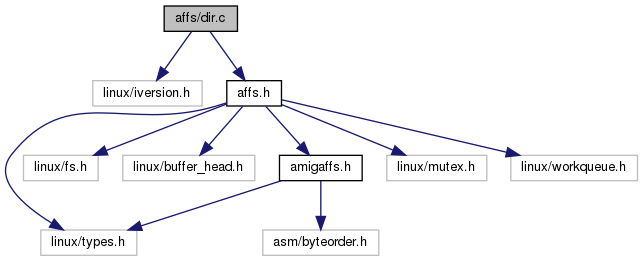 affs/dir.c
linux/iversion.h
affs.h
linux/fs.h
linux/buffer_head.h
amigaffs.h
linux/mutex.h
linux/workqueue.h
linux/types.h
asm/byteorder.h